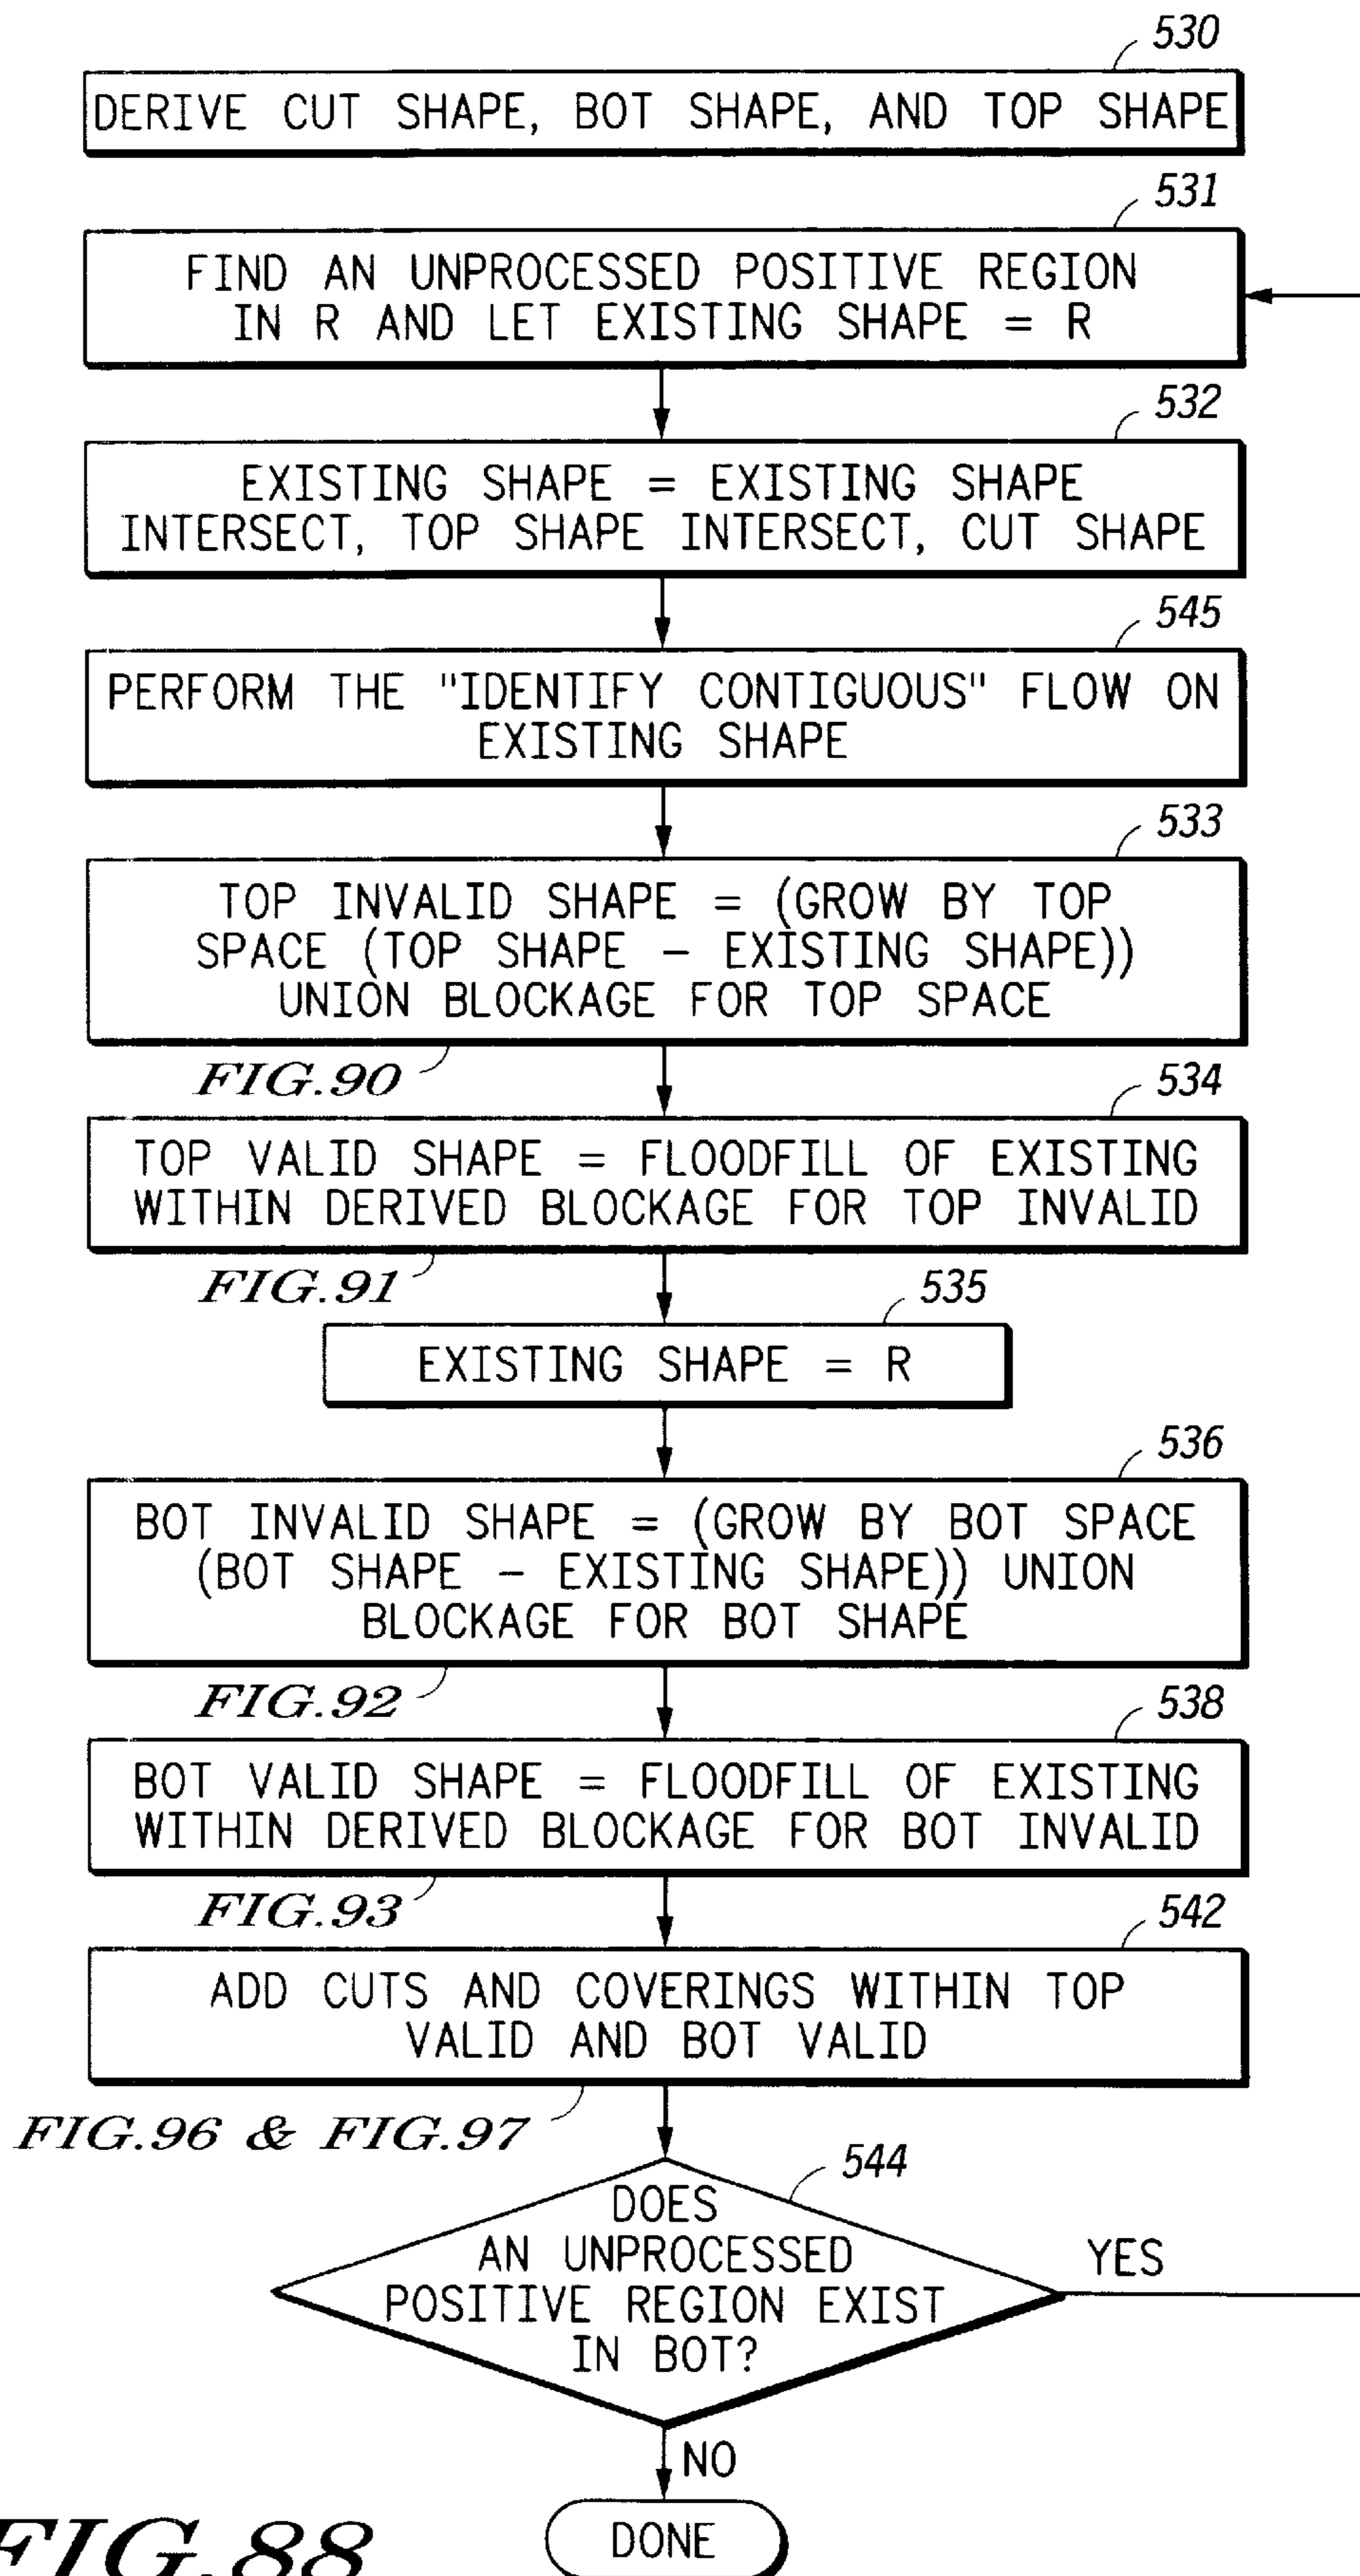 530
DERIVE CUT SHAPE, BOT SHAPE, AND TOP SHAPE
531
FIND AN UNPROCESSED POSITIVE REGION
IN R AND LET EXISTING SHAPE = R
532
EXISTING SHAPE = EXISTING SHAPE
INTERSECT, TOP SHAPE INTERSECT, CUT SHAPE
545
PERFORM THE "IDENTIFY CONTIGUOUS" FLOW ON
EXISTING SHAPE
533
TOP INVALID SHAPE = (GROW BY TOP
SPACE (TOP SHAPE - EXISTING SHAPE))
UNION BLOCKAGE FOR TOP SPACE
FIG.90
534
TOP VALID SHAPE = FLOODFILL OF EXISTING
WITHIN DERIVED BLOCKAGE FOR TOP INVALID
FIG.91
535
EXISTING SHAPE = R
536
BOT INVALID SHAPE = (GROW BY BOT SPACE
(BOT SHAPE - EXISTING SHAPE)) UNION
BLOCKAGE FOR BOT SHAPE
FIG.92
538
BOT VALID SHAPE = FLOODFILL OF EXISTING
WITHIN DERIVED BLOCKAGE FOR BOT INVALID
FIG.93
542
ADD CUTS AND COVERINGS WITHIN TOP
VALID AND BOT VALID
FIG.96 & FIG.97
544
DOES
AN UNPROCESSED
POSITIVE REGION EXIST
IN BOT?
YES
NO
DONE
FIG.88